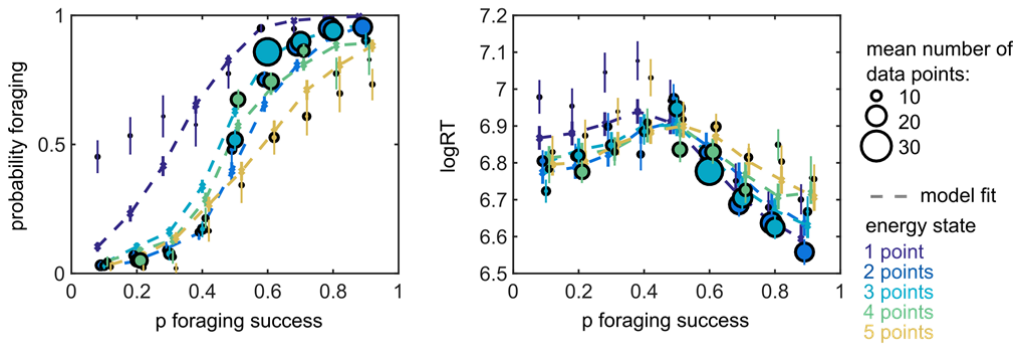 probability foraging
1
0.5
0
0 0.2 0.4 0.6 0.8 1
p foraging success
logRT
7.2
7.1
7
6.9
6.8
6.7
6.6
6.5
0 0.2 0.4 0.6 0.8 1
p foraging success
mean number of
data points:
10
20
30
model fit
energy state
1 point
2 points
3 points
4 points
5 points